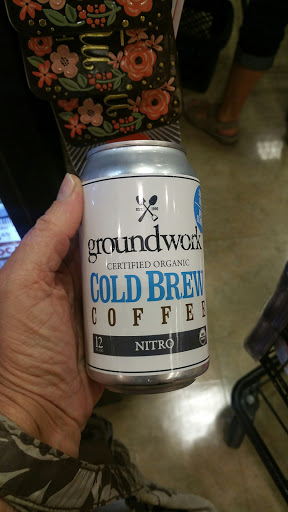 groundwork
CERTIFIED ORGANIC
COLD BREW
COFFEE
12
NITRO